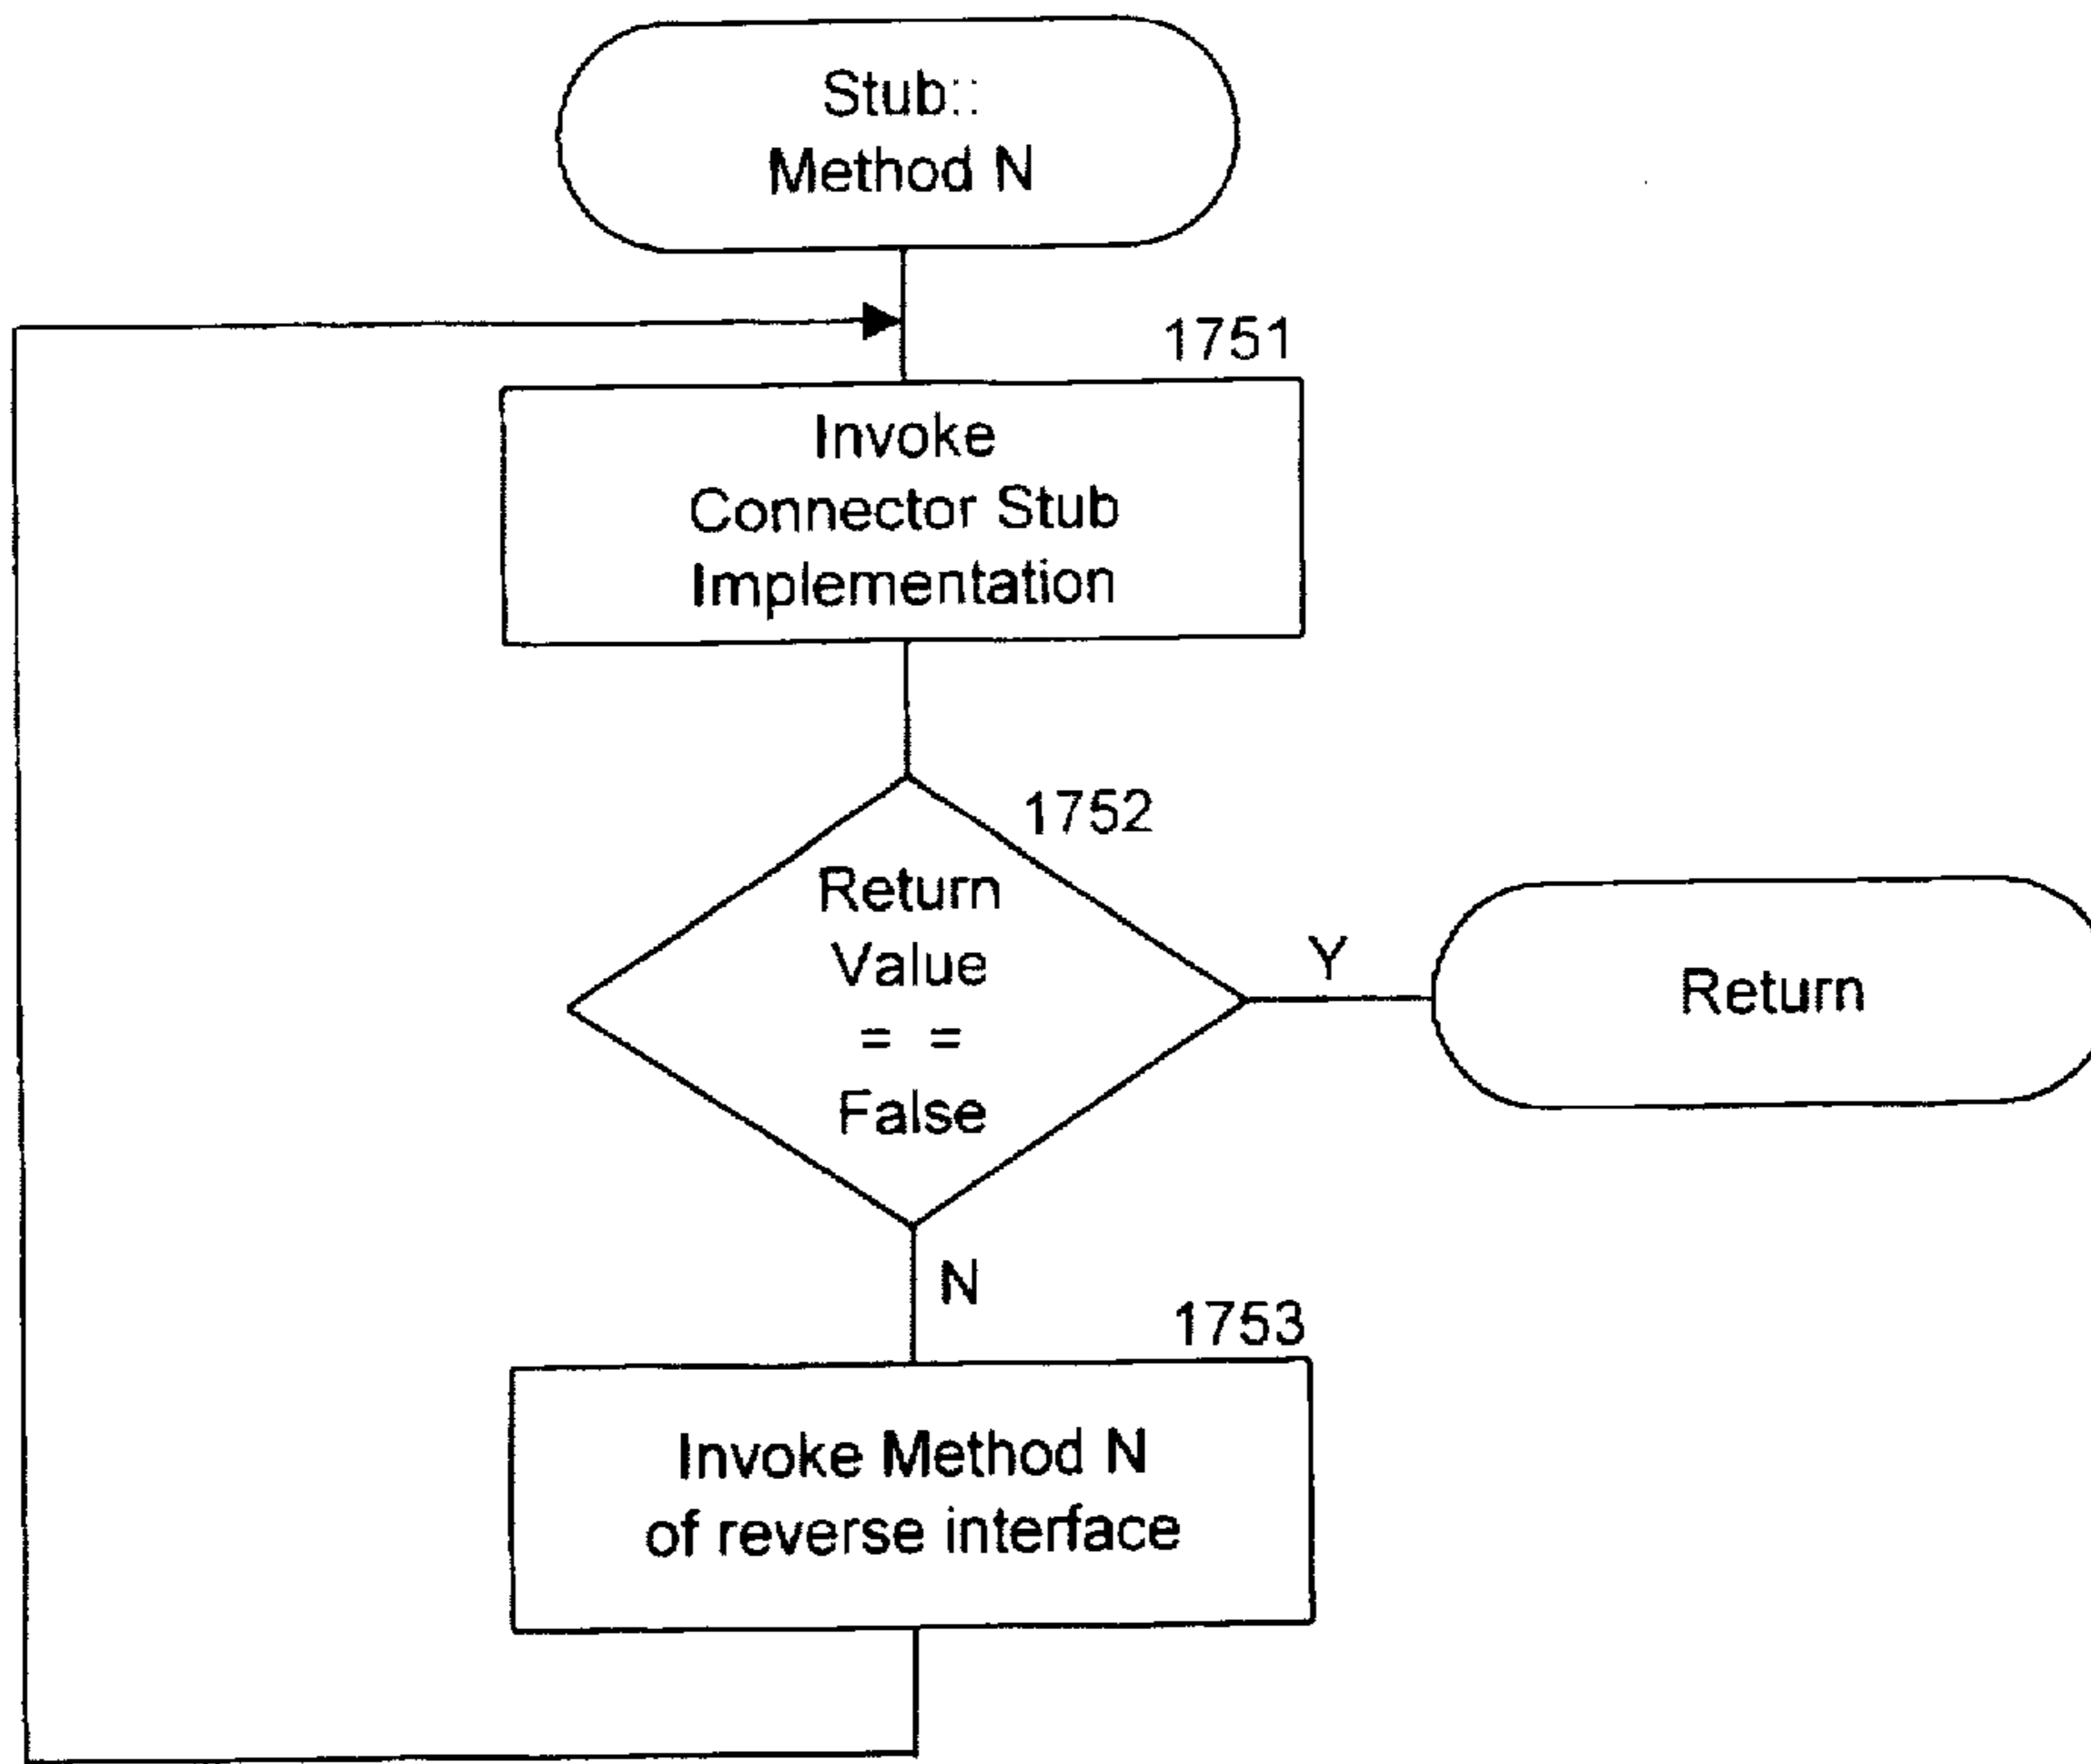 Stub::
Method N
1751
Invoke
Connector Stub
Implementation
1752
Return
Value
= =
False
Y
Return
N
1753
Invoke Method N
of reverse interface